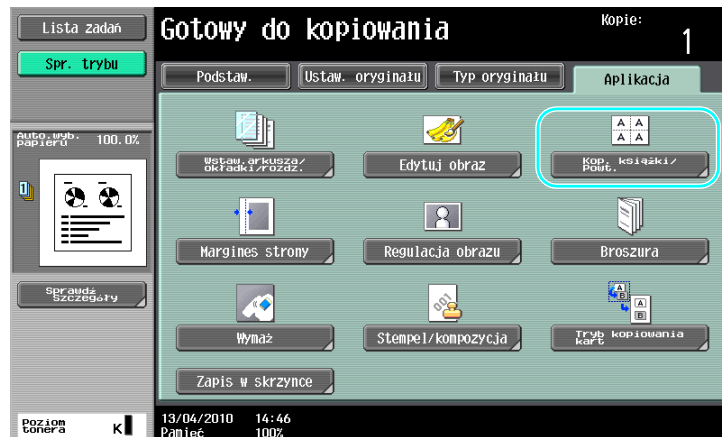 Lista zadań
Gotowy do kopiowania
Kopie:
1
Spr. trybu
Podstaw.
Ustaw. oryginału
Typ oryginału
Aplikacja
Auto.wyb.
papieru
100.0%
Wstaw.arkusza/
okładki/rozdz.
Edytuj obraz
A A
A A
Kop. książki/
Powt.
Margines strony
Regulacja obrazu
Broszura
Sprawdź
Szczegóły
Wymaż
001
Stempel/kompozycja
A
B
A
B
Tryb kopiowania
kart
Zapis w skrzynce
Poziom
tonera
K
13/04/2010 14:46
Pamięć 100%